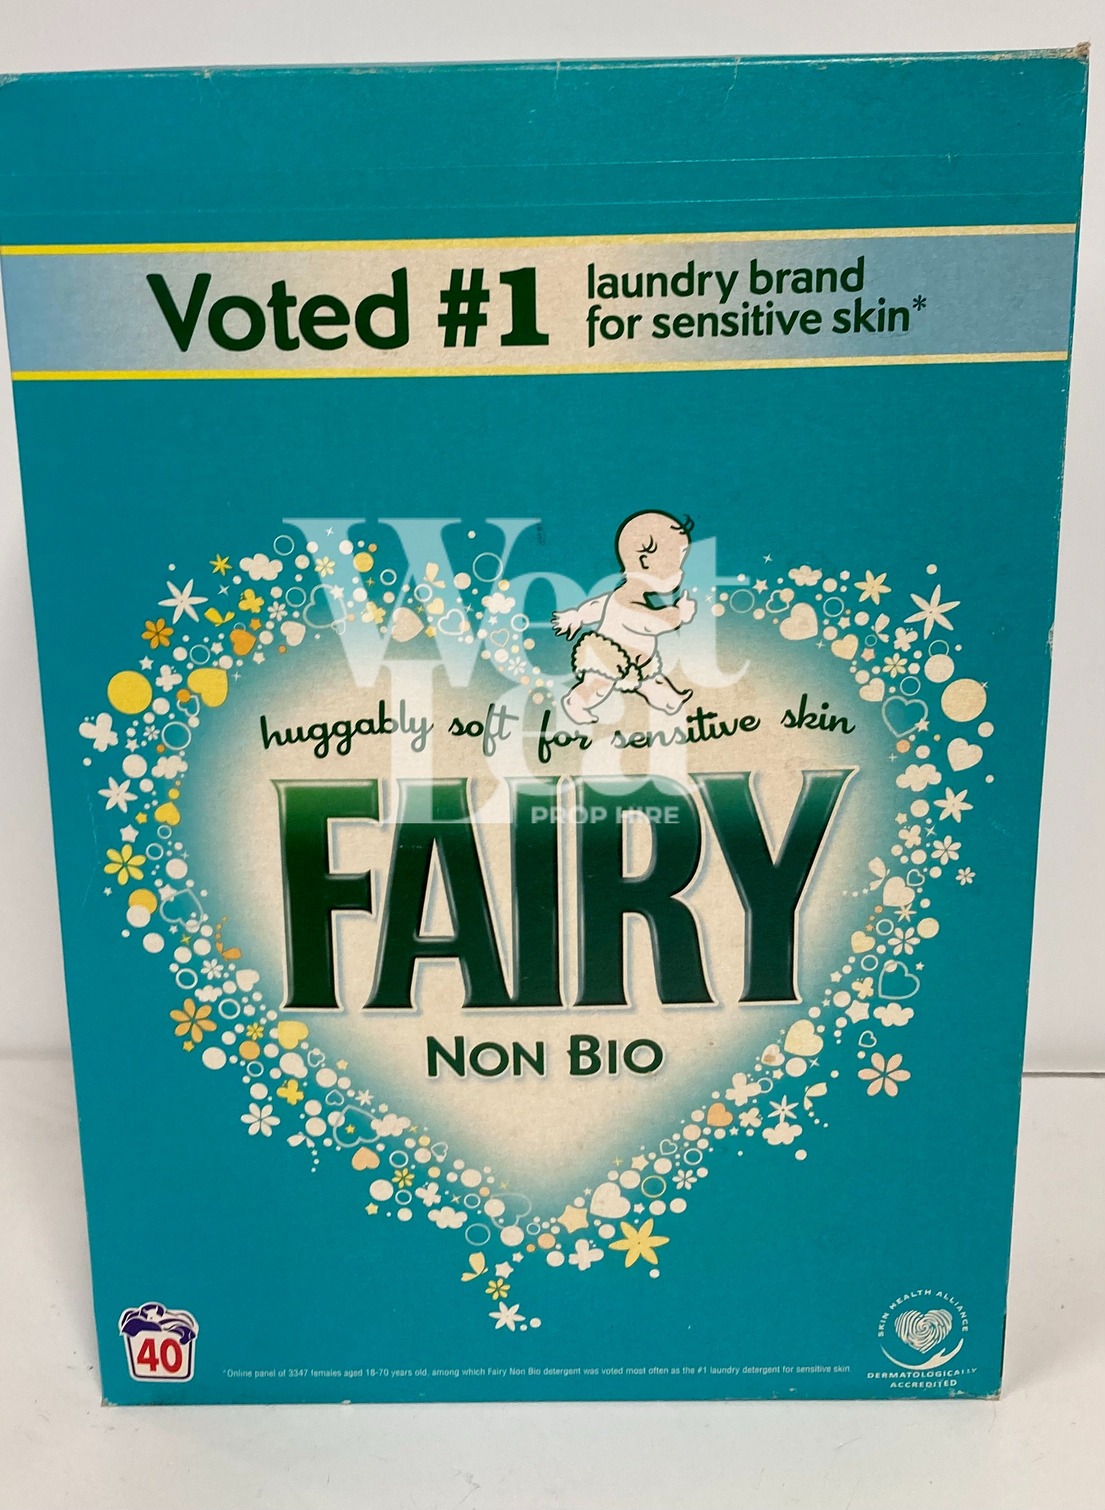 Voted #1
laundry brand
for sensitive skin*
West
Lea
PROP HIRE
huggably soft for sensitive skin
FAIRY
NON BIO
40
*Online panel of 3347 females aged 18-70 years old, among which Fairy Non Bio detergent was voted most often as the #1 laundry detergent for sensitive skin.
SKIN HEALTH ALLIANCE
DERMATOLOGICALLY
ACCREDITED